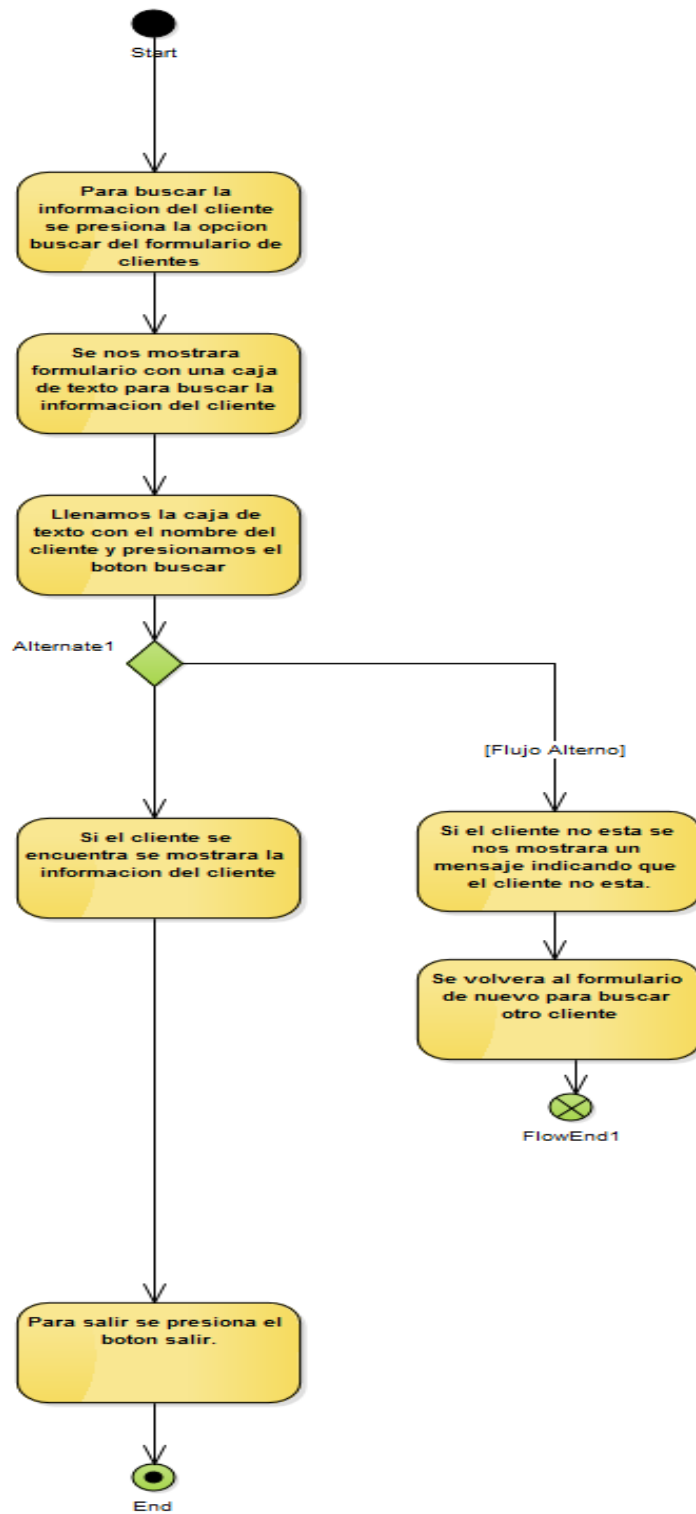 Start
Para buscar la
informacion del cliente
se presiona la opcion
buscar del formulario de
clientes
Se nos mostrara
formulario con una caja
de texto para buscar la
informacion del cliente
Llenamos la caja de
texto con el nombre del
cliente y presionamos el
boton buscar
Alternate1
[Flujo Alterno]
Si el cliente se
encuentra se mostrara la
informacion del cliente
Si el cliente no esta se
nos mostrara un
mensaje indicando que
el cliente no esta.
Se volvera al formulario
de nuevo para buscar
otro cliente
FlowEnd1
Para salir se presiona el
boton salir.
End